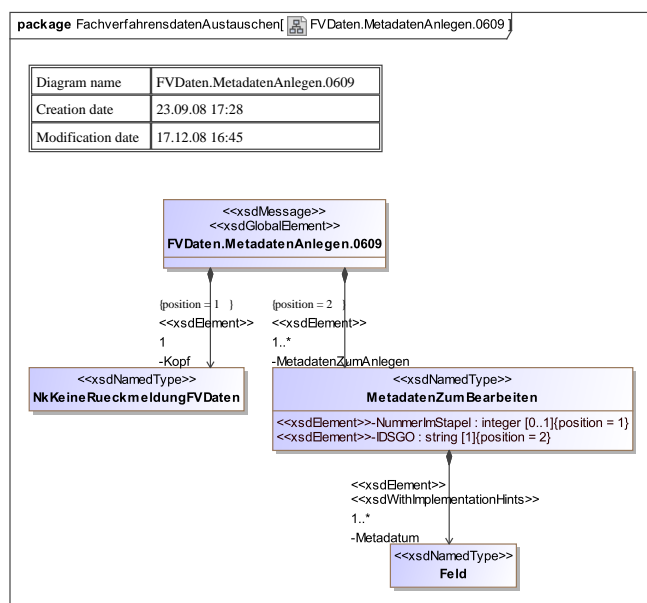 package FachverfahrensdatenAustauschen[ FVDaten.MetadatenAnlegen.0609 ]
Diagram name FVDaten.MetadatenAnlegen.0609
Creation date 23.09.08 17:28
Modification date 17.12.08 16:45
<<xsdMessage>>
<<xsdGlobalElement>>
FVDaten.MetadatenAnlegen.0609
{position = 1 }
<<xsdElement>>
1
-Kopf
{position = 2 }
<<xsdElement>>
1..*
-MetadatenZumAnlegen
<<xsdNamedType>>
NkKeineRueckmeldungFVDaten
<<xsdNamedType>>
MetadatenZumBearbeiten
<<xsdElement>>-NummerImStapel : integer [0..1]{position = 1}
<<xsdElement>>-IDSGO : string [1]{position = 2}
<<xsdElement>>
<<xsdWithImplementationHints>>
1..*
-Metadatum
<<xsdNamedType>>
Feld